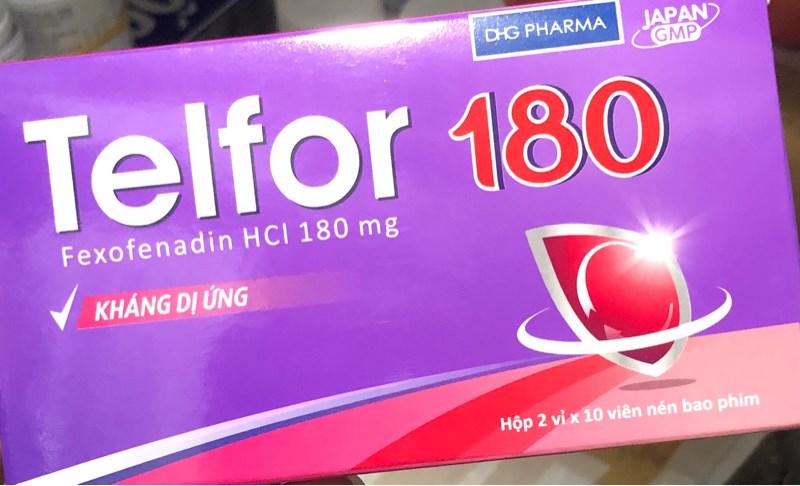 DHG PHARMA
JAPAN
GMP
Telfor 180
Fexofenadin HCl 180 mg
KHÁNG DỊ ỨNG
Hộp 2 vỉ x 10 viên nén bao phim